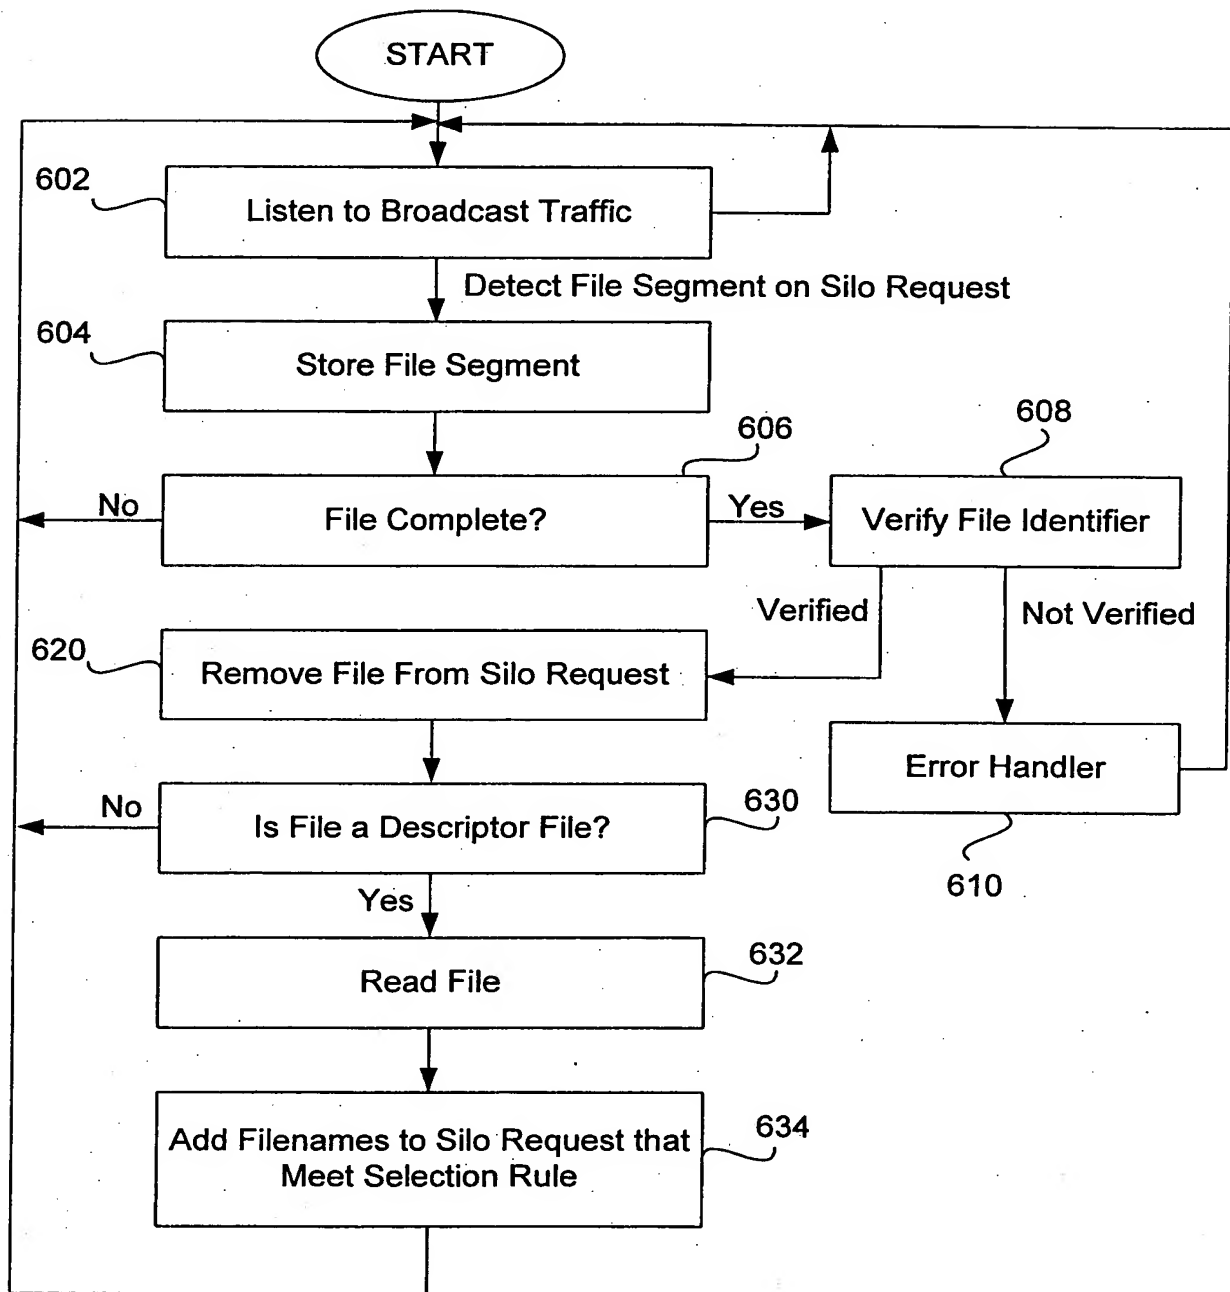 START
602
Listen to Broadcast Traffic
Detect File Segment on Silo Request
604
Store File Segment
606
608
No
File Complete?
Yes
Verify File Identifier
Verified
Not Verified
620
Remove File From Silo Request
Error Handler
No
Is File a Descriptor File?
630
610
Yes
Read File
632
Add Filenames to Silo Request that
Meet Selection Rule
634